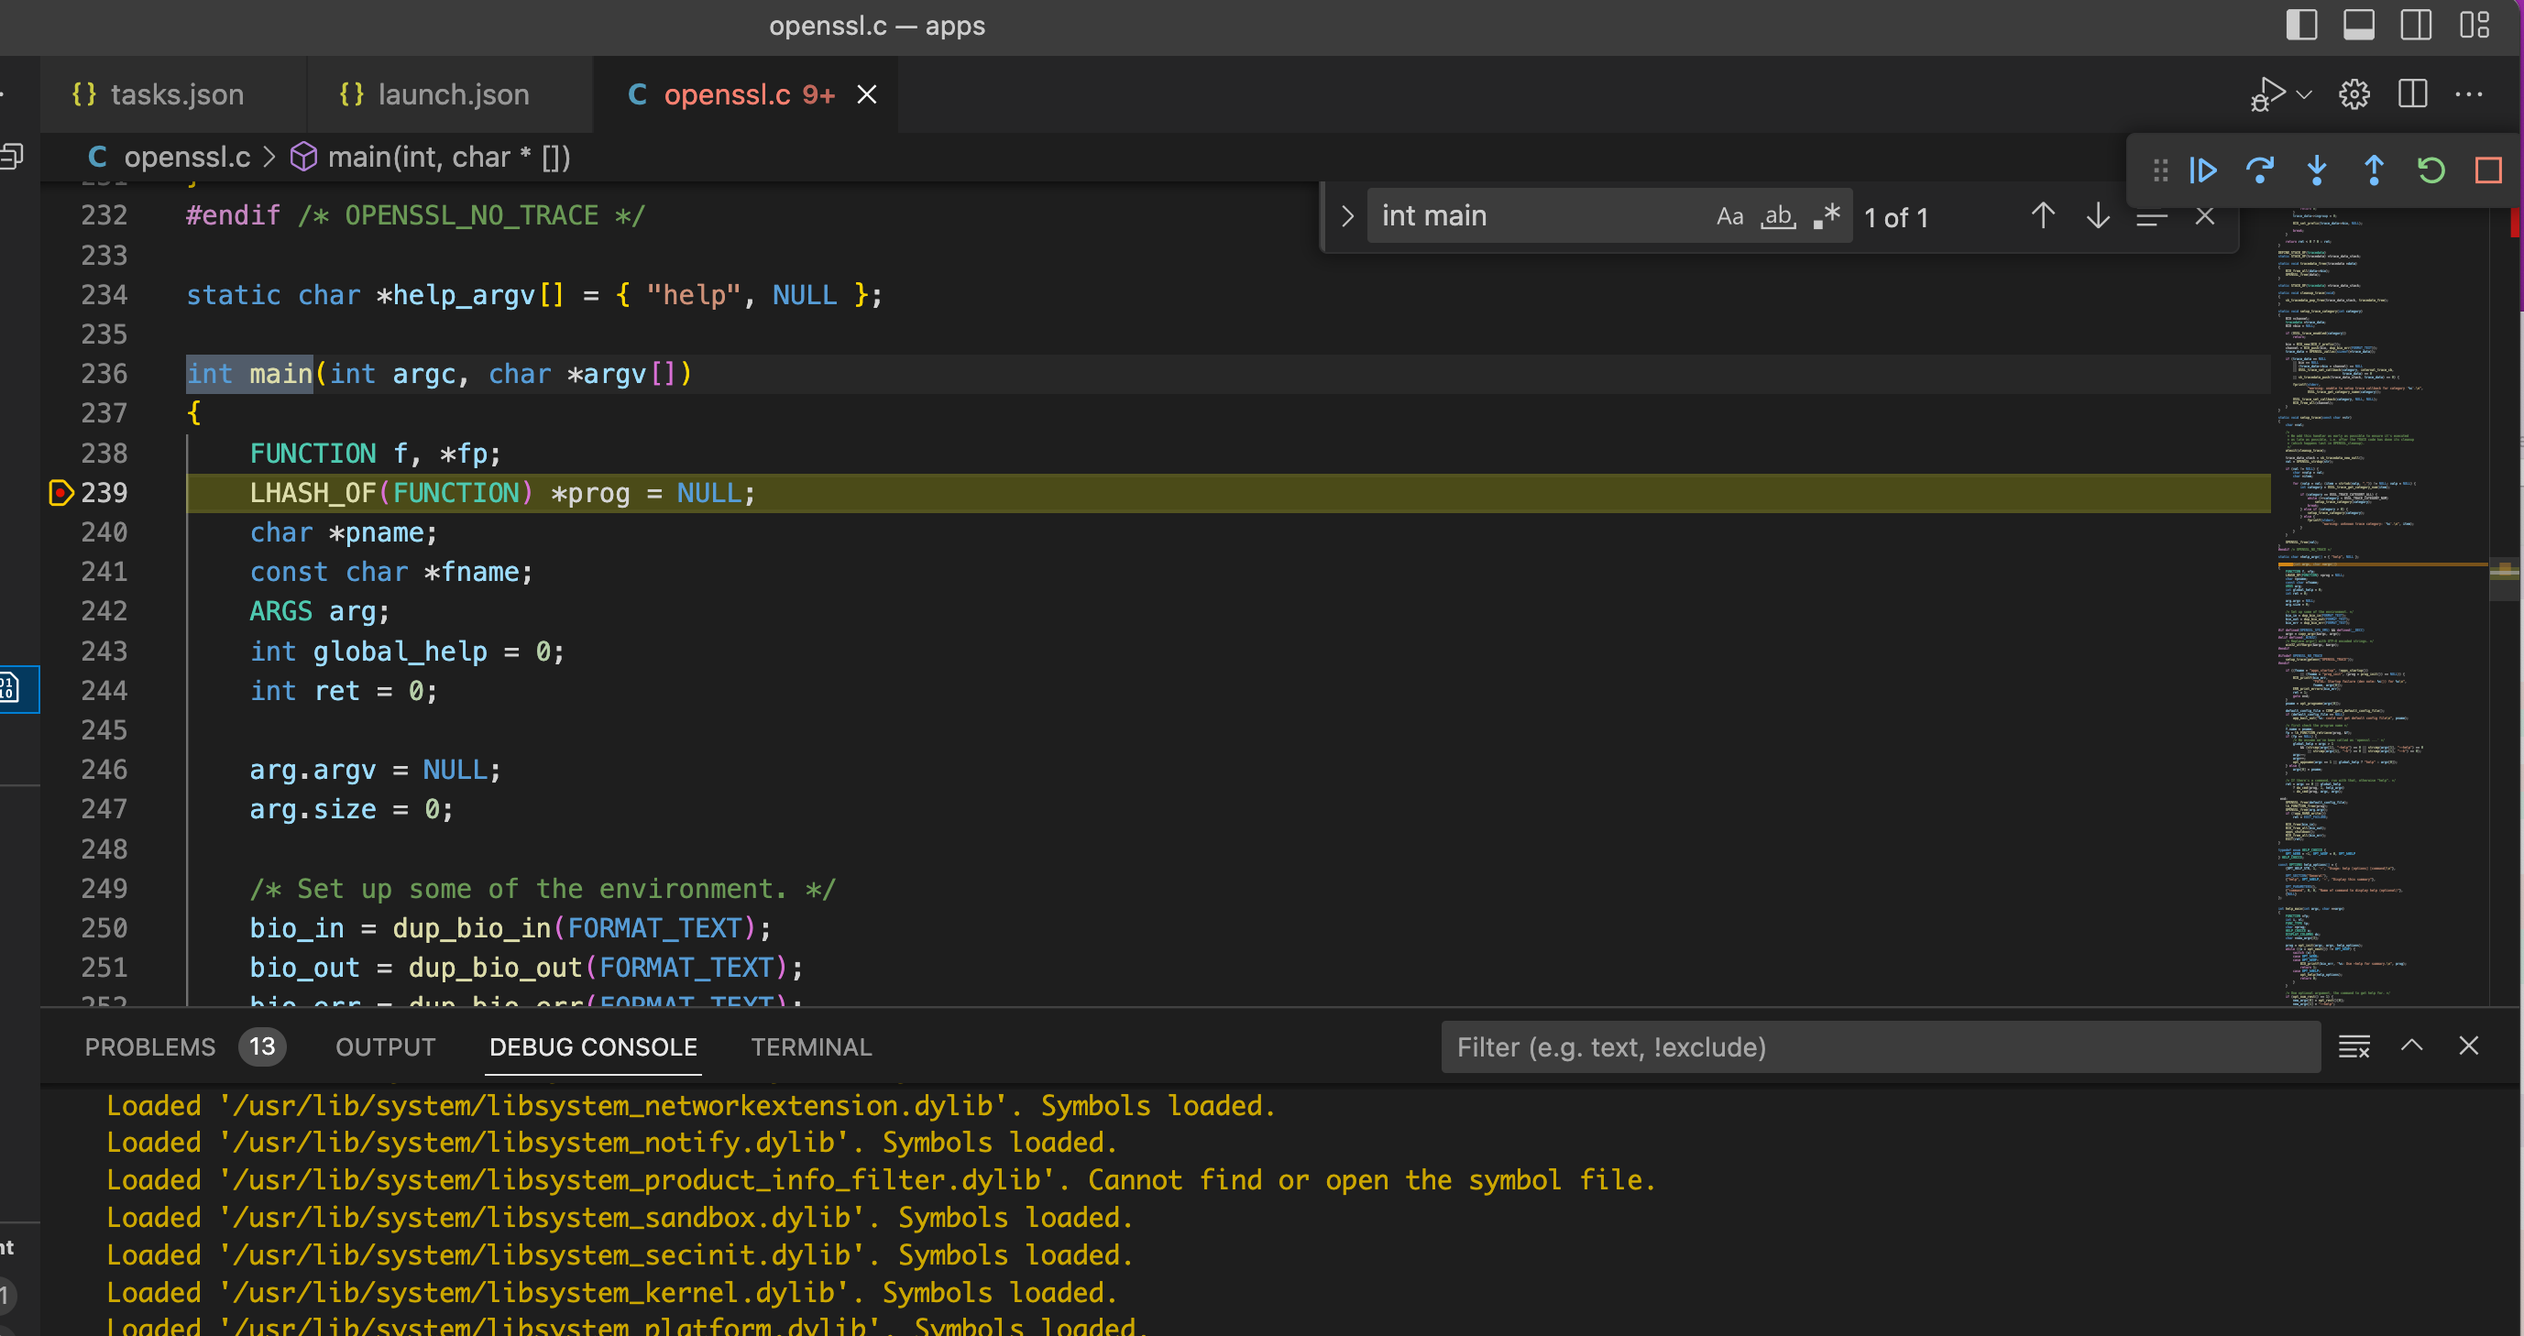 openssl.c — apps
{} tasks.json
{} launch.json
C openssl.c 9+
C openssl.c > main(int, char * [])
int main
Aa ab .* 1 of 1
231 }
232 #endif /* OPENSSL_NO_TRACE */
233
234 static char *help_argv[] = { "help", NULL };
235
236 int main(int argc, char *argv[])
237 {
238 FUNCTION f, *fp;
239 LHASH_OF(FUNCTION) *prog = NULL;
240 char *pname;
241 const char *fname;
242 ARGS arg;
243 int global_help = 0;
244 int ret = 0;
245
246 arg.argv = NULL;
247 arg.size = 0;
248
249 /* Set up some of the environment. */
250 bio_in = dup_bio_in(FORMAT_TEXT);
251 bio_out = dup_bio_out(FORMAT_TEXT);
252 bio_err = dup_bio_err(FORMAT_TEXT);
PROBLEMS 13 OUTPUT DEBUG CONSOLE TERMINAL
Filter (e.g. text, !exclude)
Loaded '/usr/lib/system/libsystem_networkextension.dylib'. Symbols loaded.
Loaded '/usr/lib/system/libsystem_notify.dylib'. Symbols loaded.
Loaded '/usr/lib/system/libsystem_product_info_filter.dylib'. Cannot find or open the symbol file.
Loaded '/usr/lib/system/libsystem_sandbox.dylib'. Symbols loaded.
Loaded '/usr/lib/system/libsystem_secinit.dylib'. Symbols loaded.
Loaded '/usr/lib/system/libsystem_kernel.dylib'. Symbols loaded.
Loaded '/usr/lib/system/libsystem_platform.dylib'. Symbols loaded.